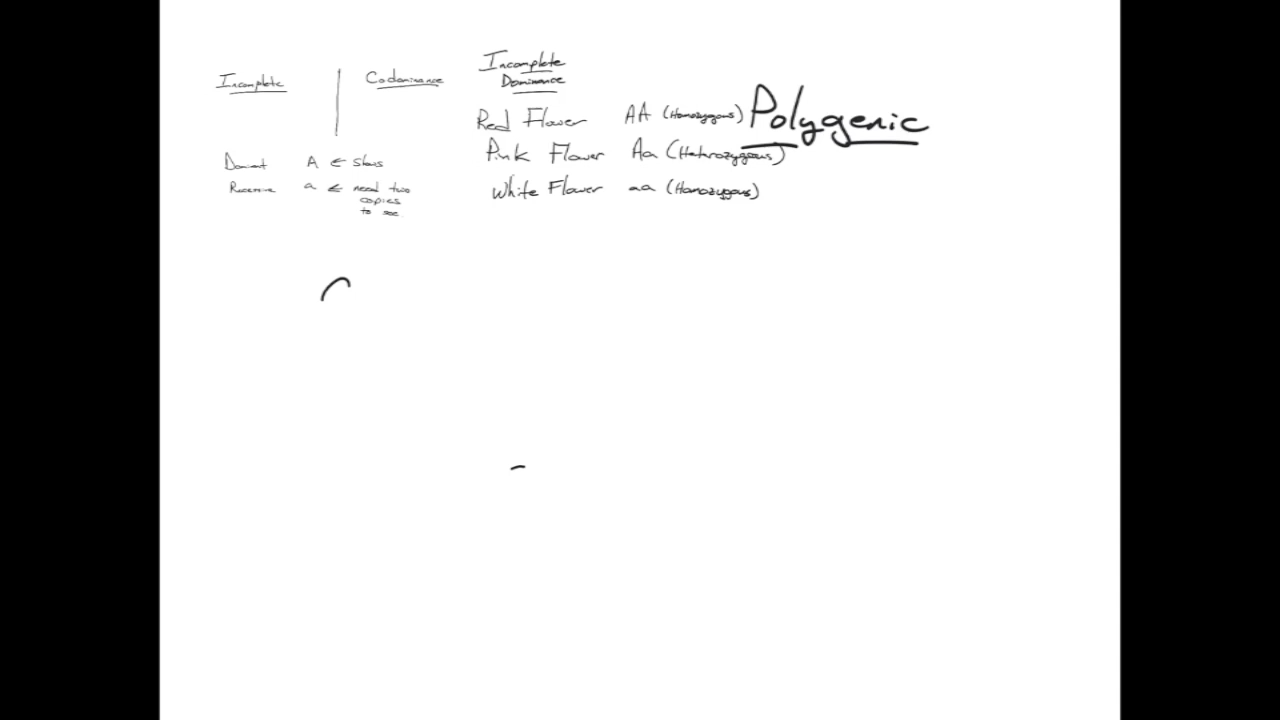 Incomplete
Codominance
Dominant A ← shows
Recessive a ← need two
copies
to see
Incomplete
Dominance
Red Flower AA (Homozygous)
Pink Flower Aa (Heterozygous)
White Flower aa (Homozygous)
Polygenic